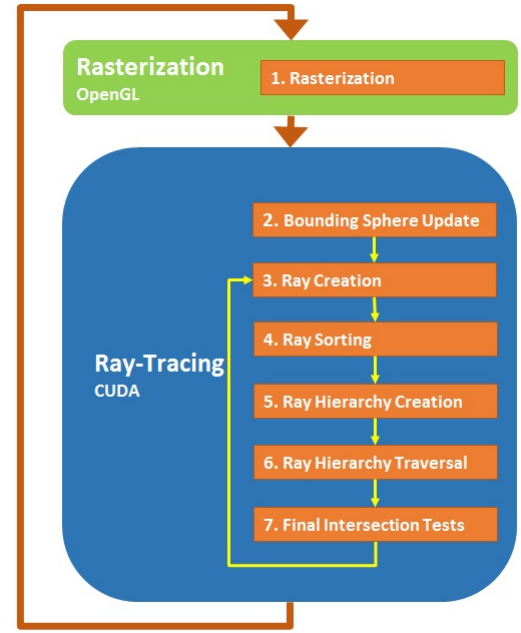 Rasterization
OpenGL
1. Rasterization
2. Bounding Sphere Update
3. Ray Creation
4. Ray Sorting
Ray-Tracing
CUDA
5. Ray Hierarchy Creation
6. Ray Hierarchy Traversal
7. Final Intersection Tests